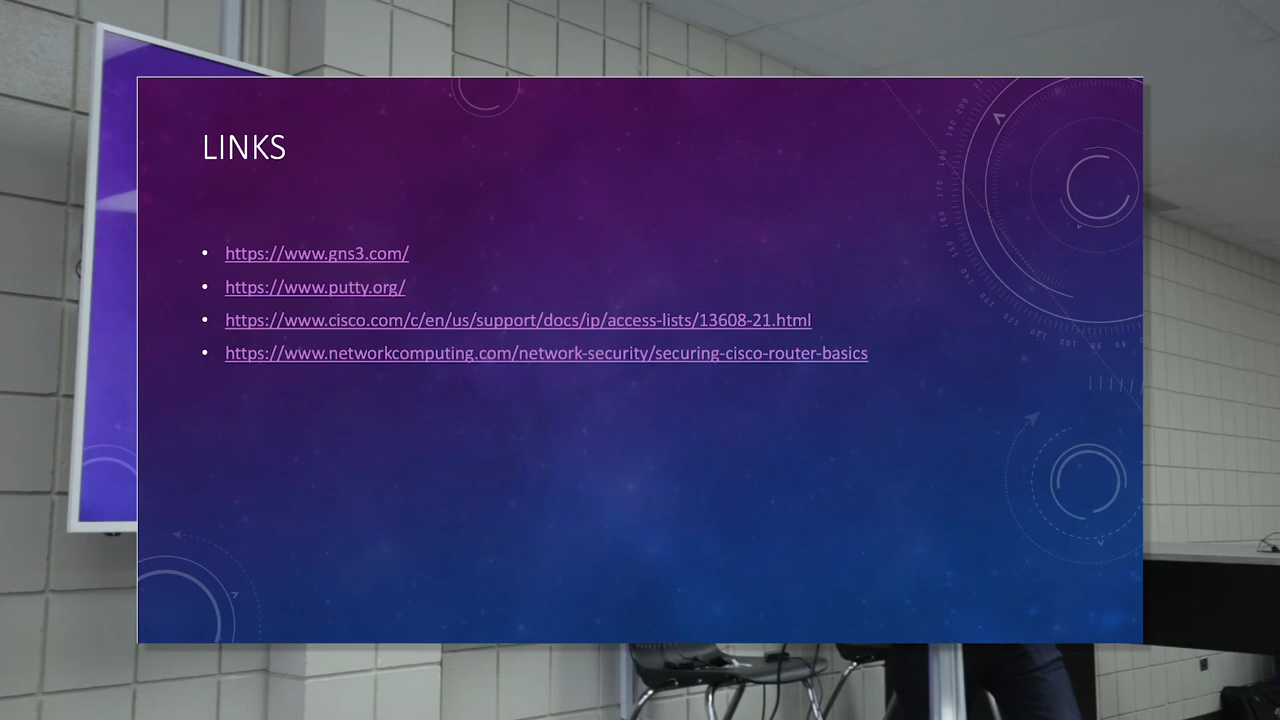 LINKS
• https://www.gns3.com/
• https://www.putty.org/
• https://www.cisco.com/c/en/us/support/docs/ip/access-lists/13608-21.html
• https://www.networkcomputing.com/network-security/securing-cisco-router-basics